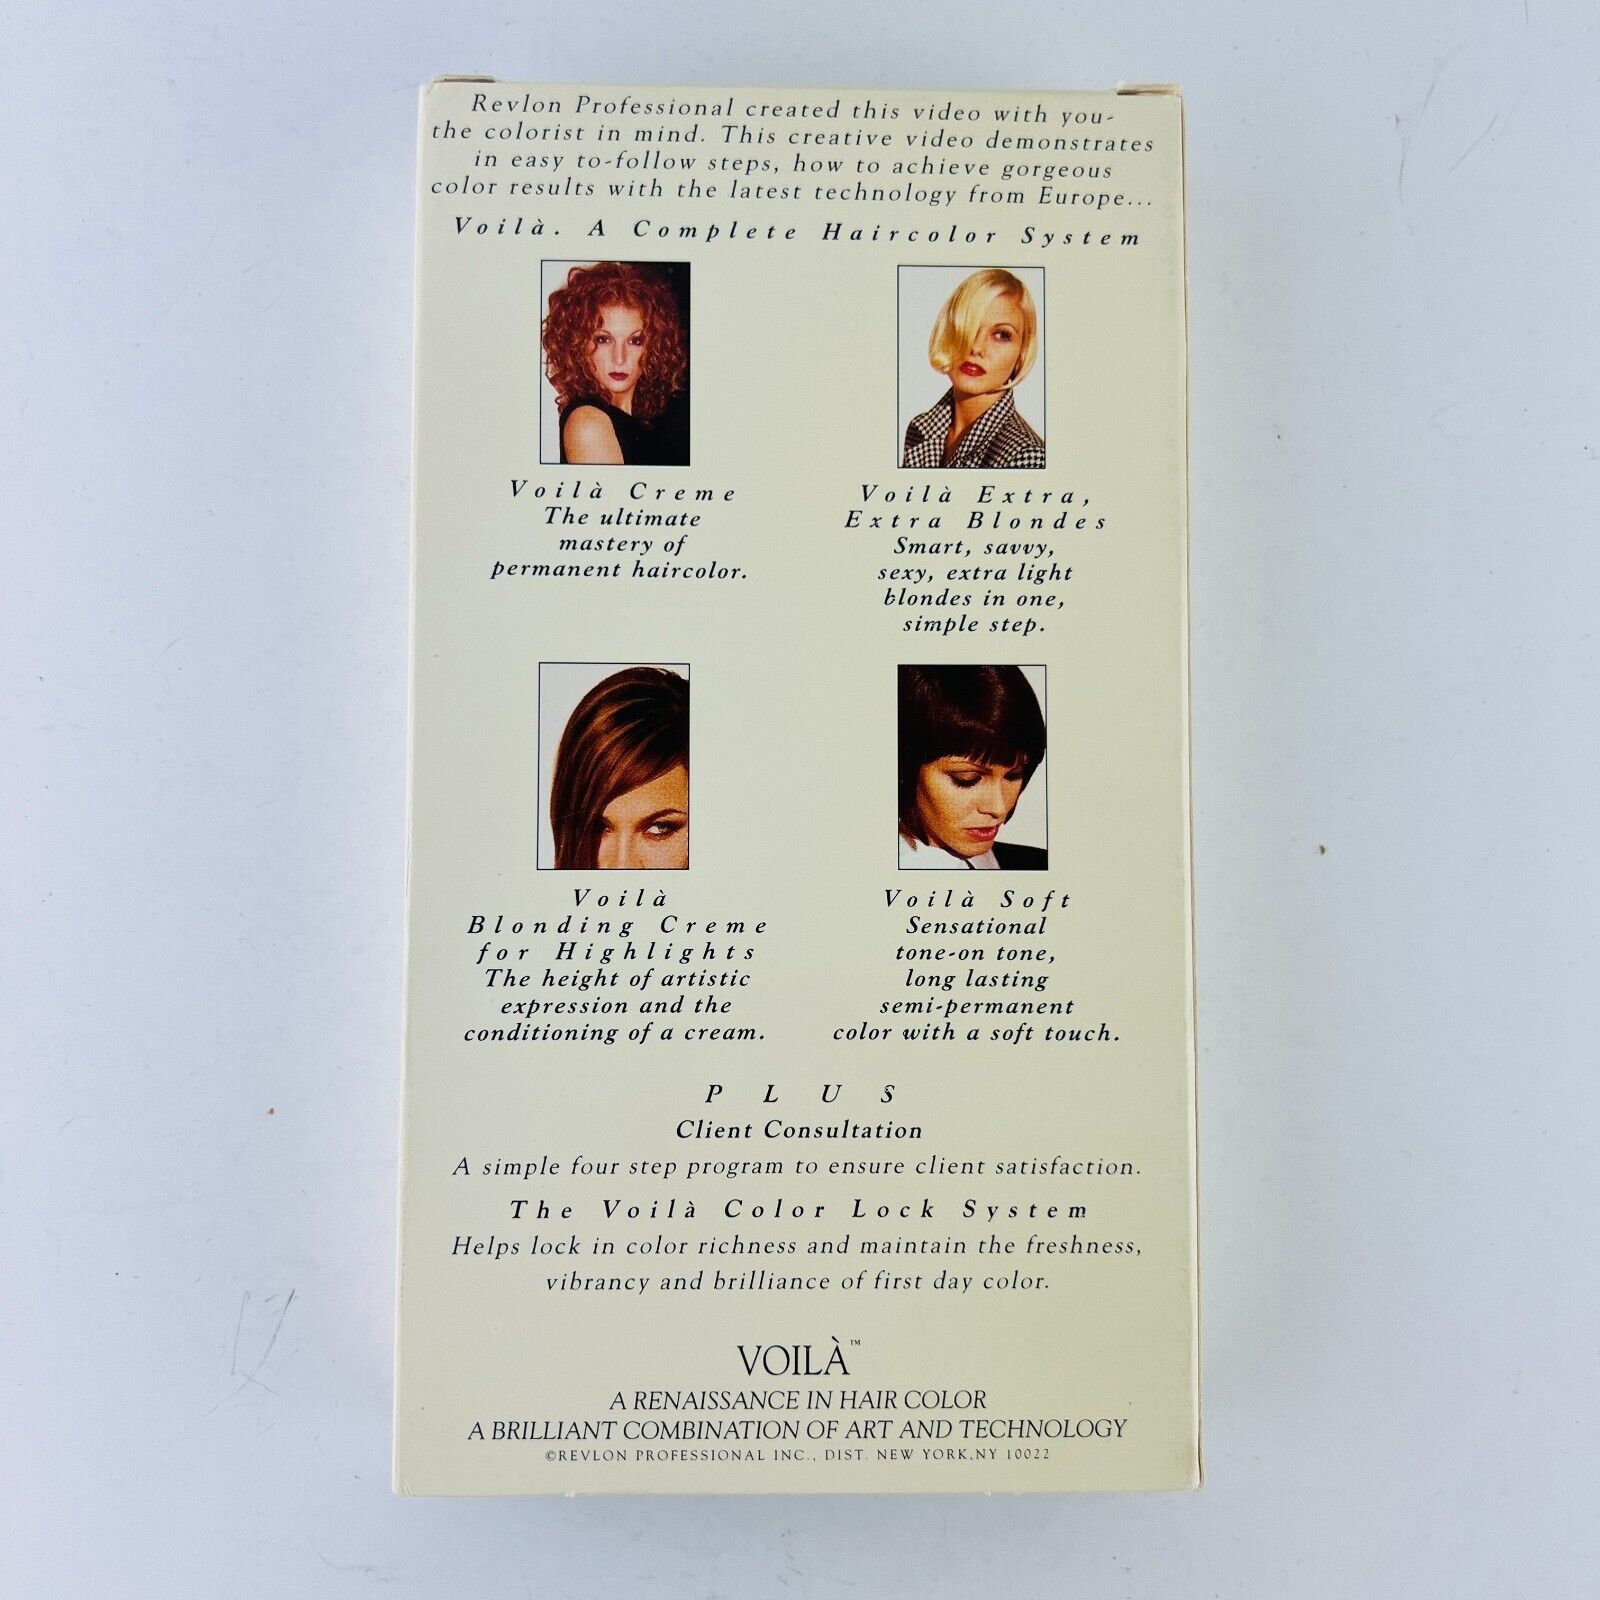 Revlon Professional created this video with you-
the colorist in mind. This creative video demonstrates
in easy to-follow steps, how to achieve gorgeous
color results with the latest technology from Europe...
Voilà. A Complete Haircolor System
Voilà Creme
The ultimate
mastery of
permanent haircolor.
Voilà Extra,
Extra Blondes
Smart, savvy,
sexy, extra light
blondes in one,
simple step.
Voilà
Blonding Creme
for Highlights
The height of artistic
expression and the
conditioning of a cream.
Voilà Soft
Sensational
tone-on tone,
long lasting
semi-permanent
color with a soft touch.
PLUS
Client Consultation
A simple four step program to ensure client satisfaction.
The Voilà Color Lock System
Helps lock in color richness and maintain the freshness,
vibrancy and brilliance of first day color.
VOILÀ™
A RENAISSANCE IN HAIR COLOR
A BRILLIANT COMBINATION OF ART AND TECHNOLOGY
©REVLON PROFESSIONAL INC., DIST. NEW YORK,NY 10022